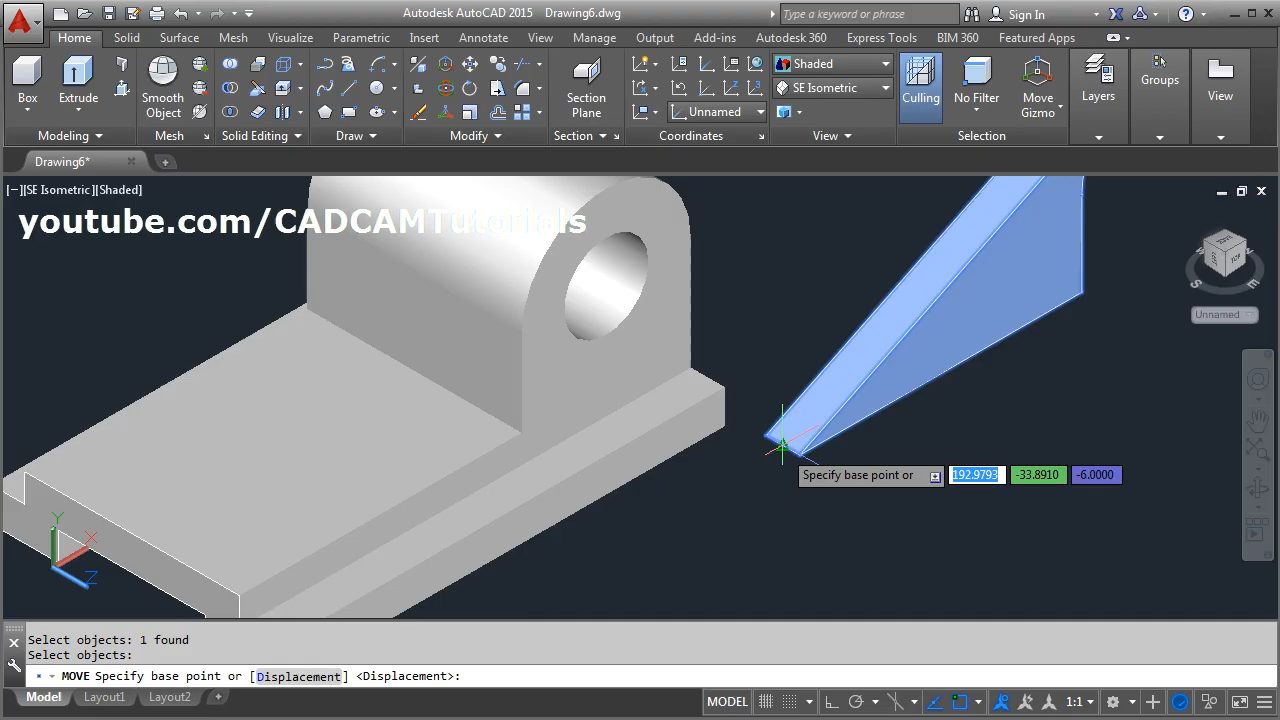 Autodesk AutoCAD 2015 Drawing6.dwg
Type a keyword or phrase
Sign In
Home Solid Surface Mesh Visualize Parametric Insert Annotate View Manage Output Add-ins Autodesk 360 Express Tools BIM 360 Featured Apps
Shaded
SE Isometric
Unnamed
Box
Extrude
Smooth
Object
Section
Plane
Culling
No Filter
Move
Gizmo
Layers
Groups
View
Modeling
Mesh
Solid Editing
Draw
Modify
Section
Coordinates
View
Selection
Drawing6*
[−][SE Isometric][Shaded]
youtube.com/CADCAMTutorials
S
E
Unnamed
Specify base point or 192.9793 -33.8910 -6.0000
Y
X
Z
Select objects: 1 found
Select objects:
MOVE Specify base point or [Displacement] <Displacement>:
Model Layout1 Layout2 +
MODEL
1:1